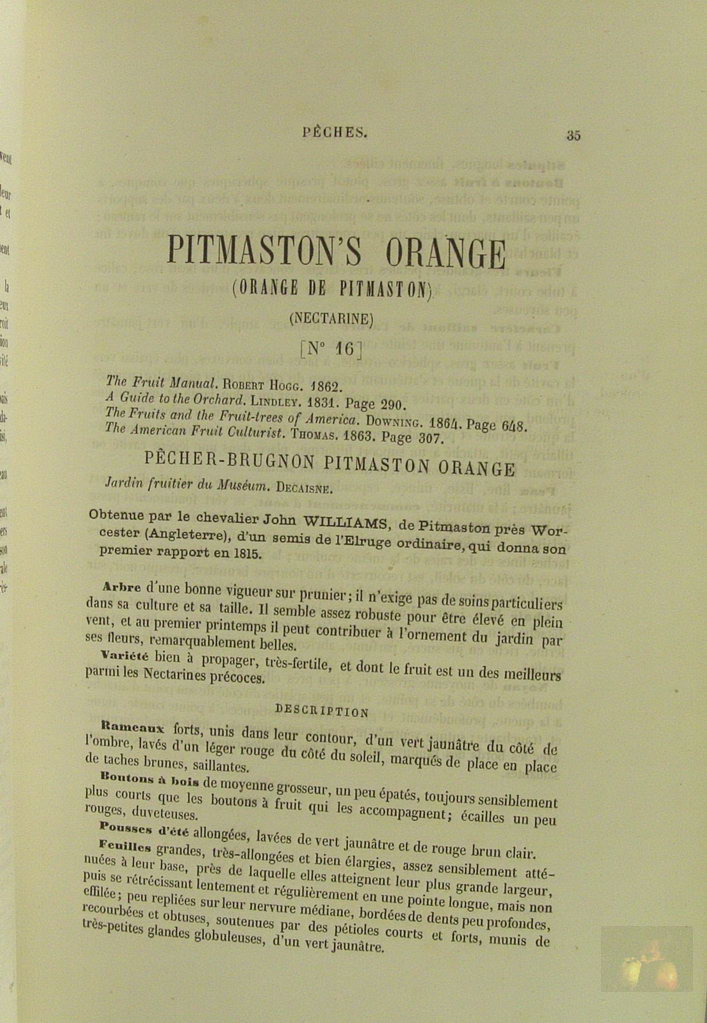 PÊCHES.
35
PITMASTON'S ORANGE
(ORANGE DE PITMASTON)
(NECTARINE)
[N° 16]
The Fruit Manual. ROBERT HOGG. 1862.
A Guide to the Orchard. LINDLEY. 1831. Page 290.
The Fruits and the Fruit-trees of America. DOWNING. 1864. Page 648.
The American Fruit Culturist. THOMAS. 1863. Page 307.
PÊCHER-BRUGNON PITMASTON ORANGE
Jardin fruitier du Muséum. DECAISNE.
Obtenue par le chevalier John WILLIAMS, de Pitmaston près Wor-
cester (Angleterre), d'un semis de l'Elruge ordinaire, qui donna son
premier rapport en 1815.
Arbre d'une bonne vigueur sur prunier; il n'exige pas de soins particuliers
dans sa culture et sa taille. Il semble assez robuste pour être élevé en plein
vent, et au premier printemps il peut contribuer à l'ornement du jardin par
ses fleurs, remarquablement belles.
Variété bien à propager, très-fertile, et dont le fruit est un des meilleurs
parmi les Nectarines précoces.
DESCRIPTION
Rameaux forts, unis dans leur contour, d'un vert jaunâtre du côté de
l'ombre, lavés d'un léger rouge du côté du soleil, marqués de place en place
de taches brunes, saillantes.
Boutons à bois de moyenne grosseur, un peu épatés, toujours sensiblement
plus courts que les boutons à fruit qui les accompagnent; écailles un peu
rouges, duveteuses.
Pousses d'été allongées, lavées de vert jaunâtre et de rouge brun clair.
Feuilles grandes, très-allongées et bien élargies, assez sensiblement atté-
nuées à leur base, près de laquelle elles atteignent leur plus grande largeur,
puis se rétrécissant lentement et régulièrement en une pointe longue, mais non
effilée; peu repliées sur leur nervure médiane, bordées de dents peu profondes,
recourbées et obtuses, soutenues par des pétioles courts et forts, munis de
très-petites glandes globuleuses, d'un vert jaunâtre.